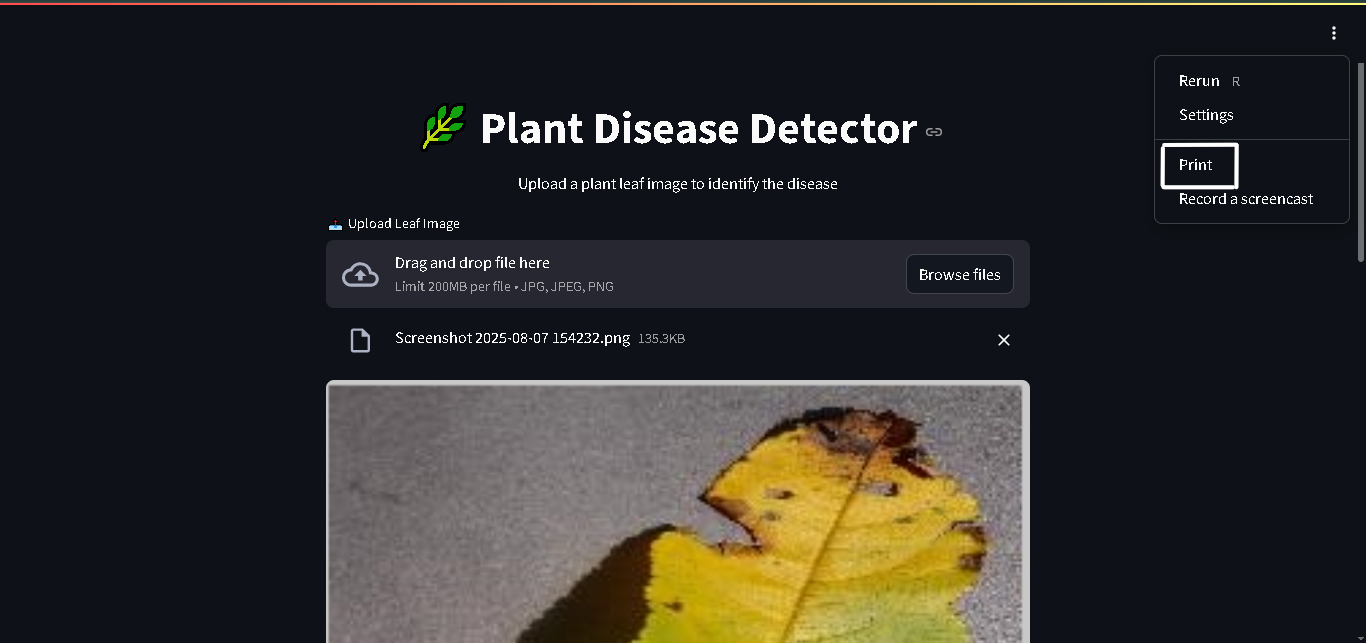 Rerun R
Settings
Print
Record a screencast
Plant Disease Detector
Upload a plant leaf image to identify the disease
Upload Leaf Image
Drag and drop file here
Limit 200MB per file • JPG, JPEG, PNG
Browse files
Screenshot 2025-08-07 154232.png 135.3KB